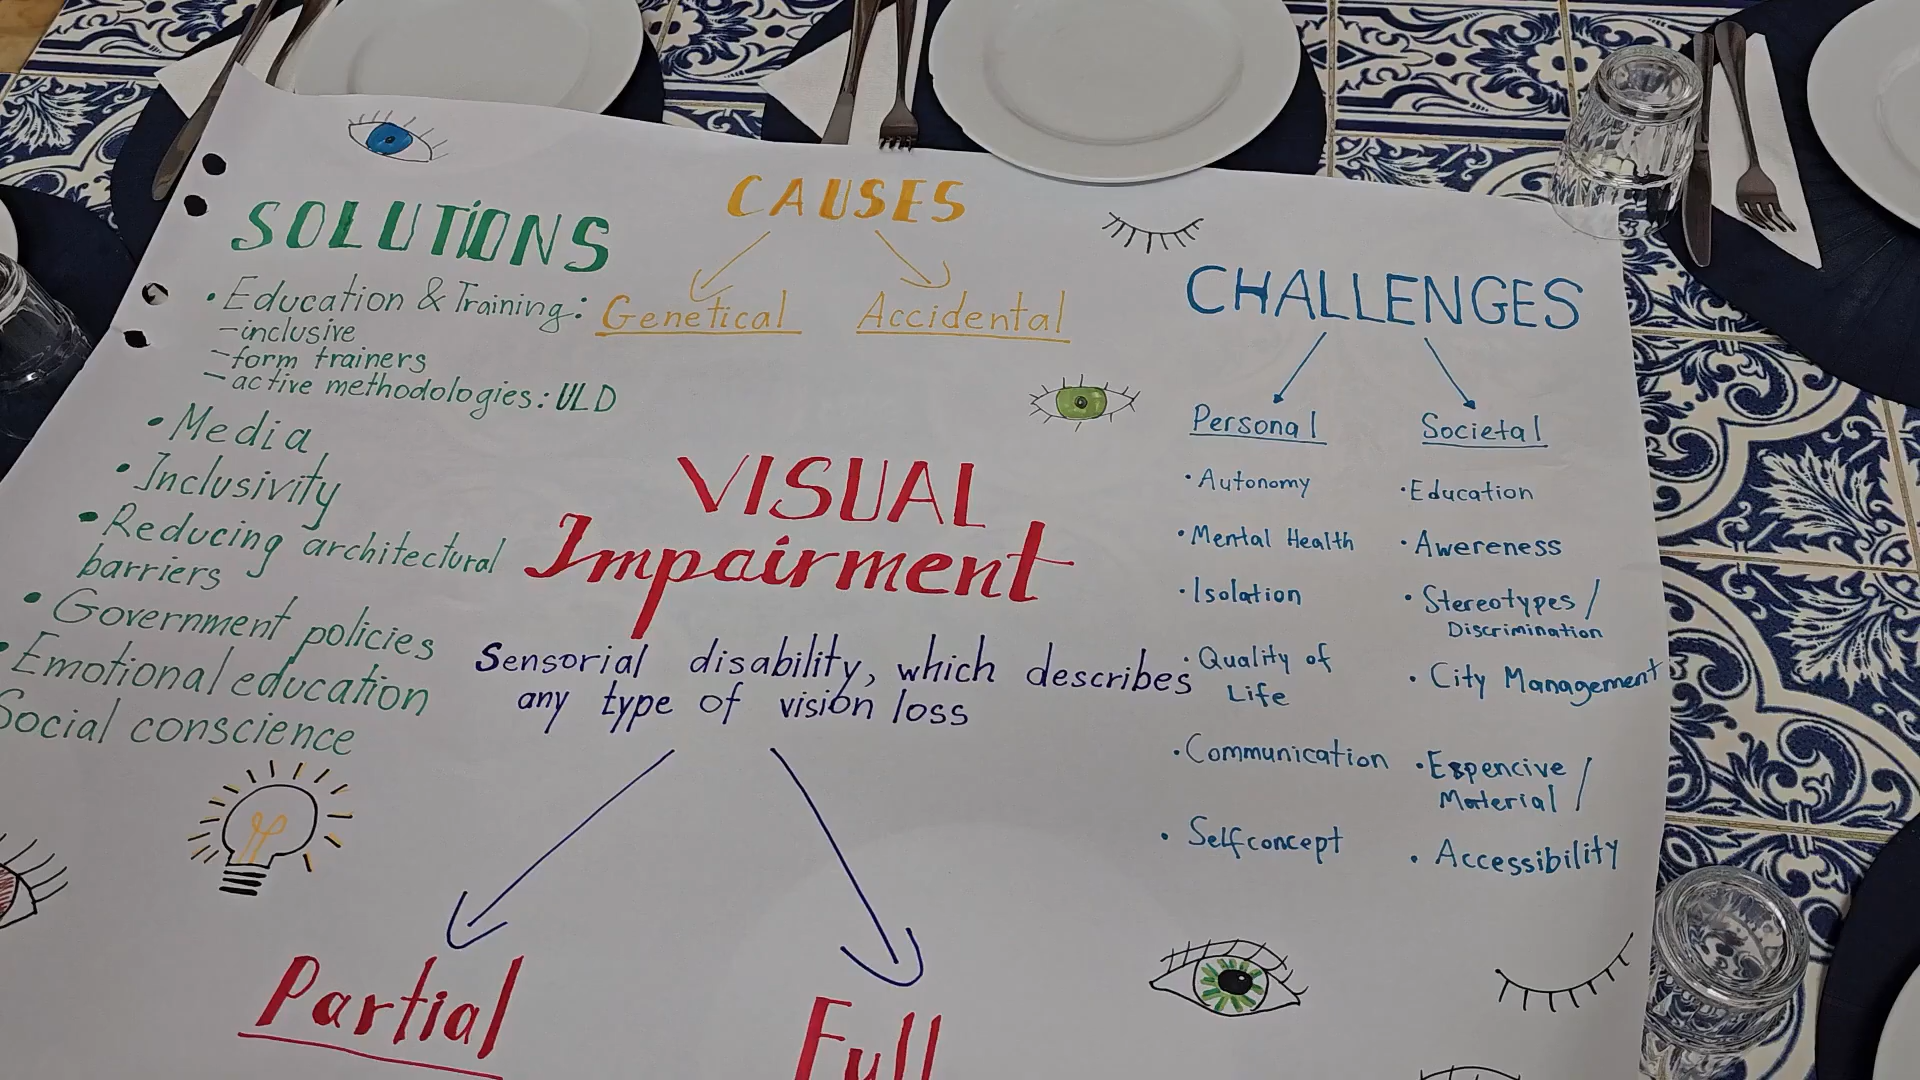 SOLUTIONS
• Education & Training:
- inclusive
- form trainers
- active methodologies: ULD
• Media
• Inclusivity
• Reducing architectural
barriers
• Government policies
• Emotional education
Social conscience
CAUSES
Genetical
Accidental
VISUAL
Impairment
Sensorial disability, which describes
any type of vision loss
Partial
Full
CHALLENGES
Personal
• Autonomy
• Mental Health
• Isolation
• Quality of
Life
• Communication
• Selfconcept
Societal
• Education
• Awereness
• Stereotypes /
Discrimination
• City Management
• Expencive /
Material
• Accessibility